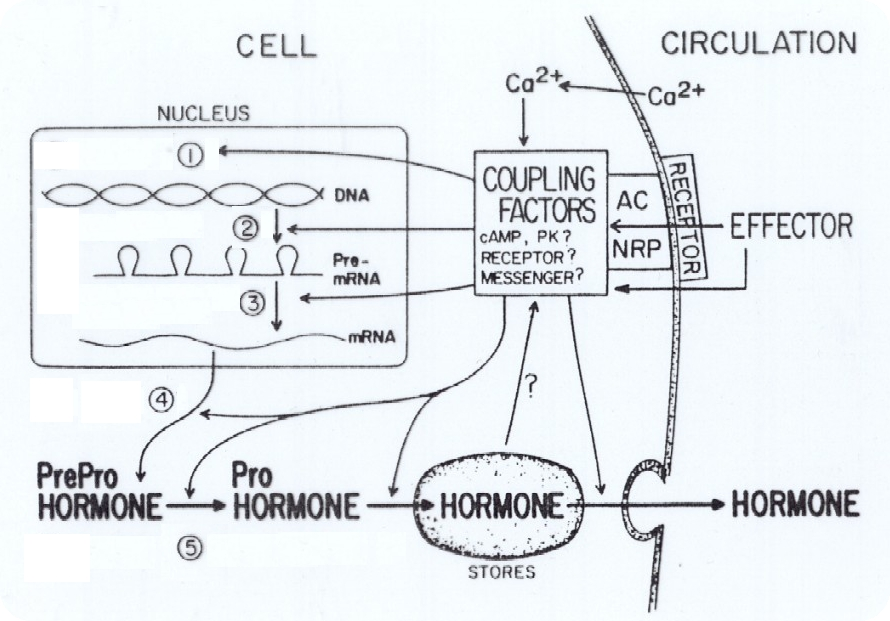 CELL
CIRCULATION
Ca2+
Ca2+
NUCLEUS
①
DNA
②
Pre-
mRNA
③
mRNA
COUPLING
FACTORS
cAMP, PK?
RECEPTOR?
MESSENGER?
AC
NRP
RECEPTOR
EFFECTOR
④
?
PrePro
HORMONE
Pro
HORMONE
HORMONE
HORMONE
⑤
STORES